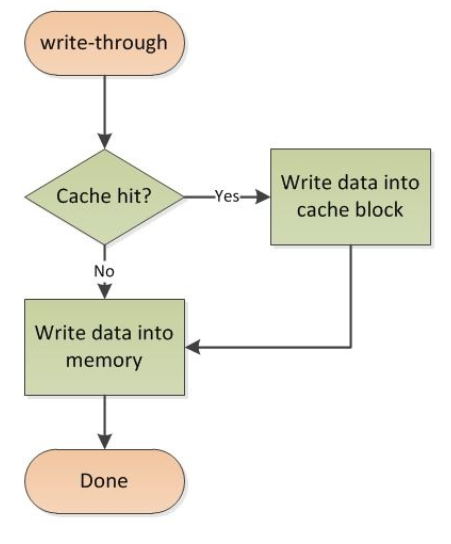 write-through
Cache hit?
Yes
Write data into
cache block
No
Write data into
memory
Done